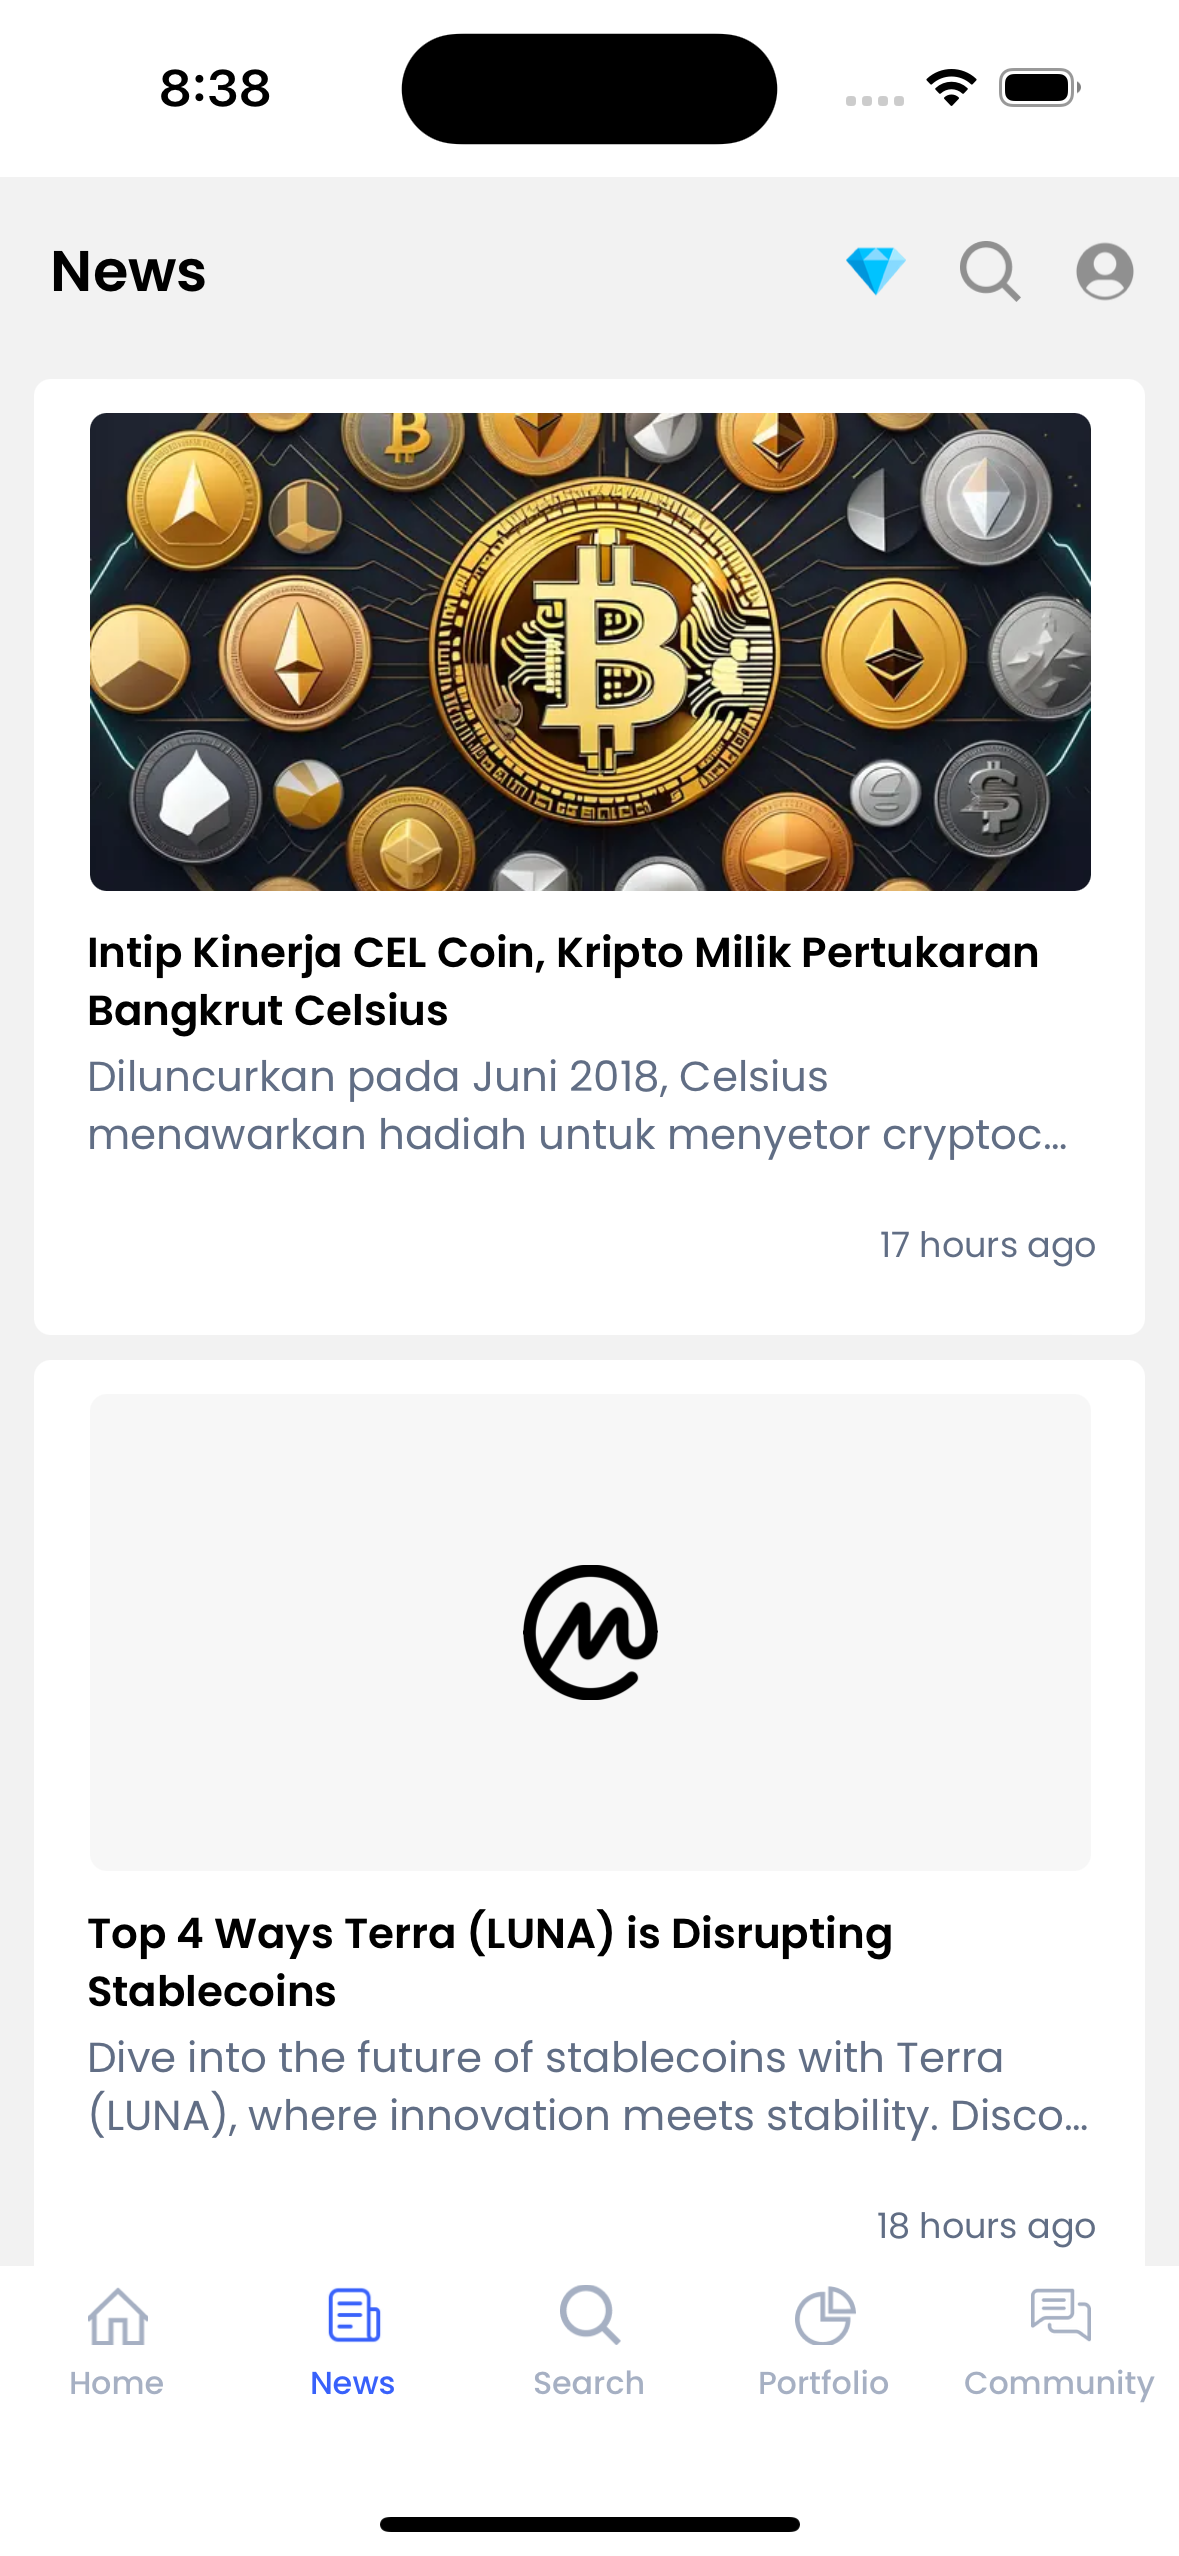 8:38
News
Intip Kinerja CEL Coin, Kripto Milik Pertukaran
Bangkrut Celsius
Diluncurkan pada Juni 2018, Celsius
menawarkan hadiah untuk menyetor cryptoc...
17 hours ago
Top 4 Ways Terra (LUNA) is Disrupting
Stablecoins
Dive into the future of stablecoins with Terra
(LUNA), where innovation meets stability. Disco...
18 hours ago
Home
News
Search
Portfolio
Community